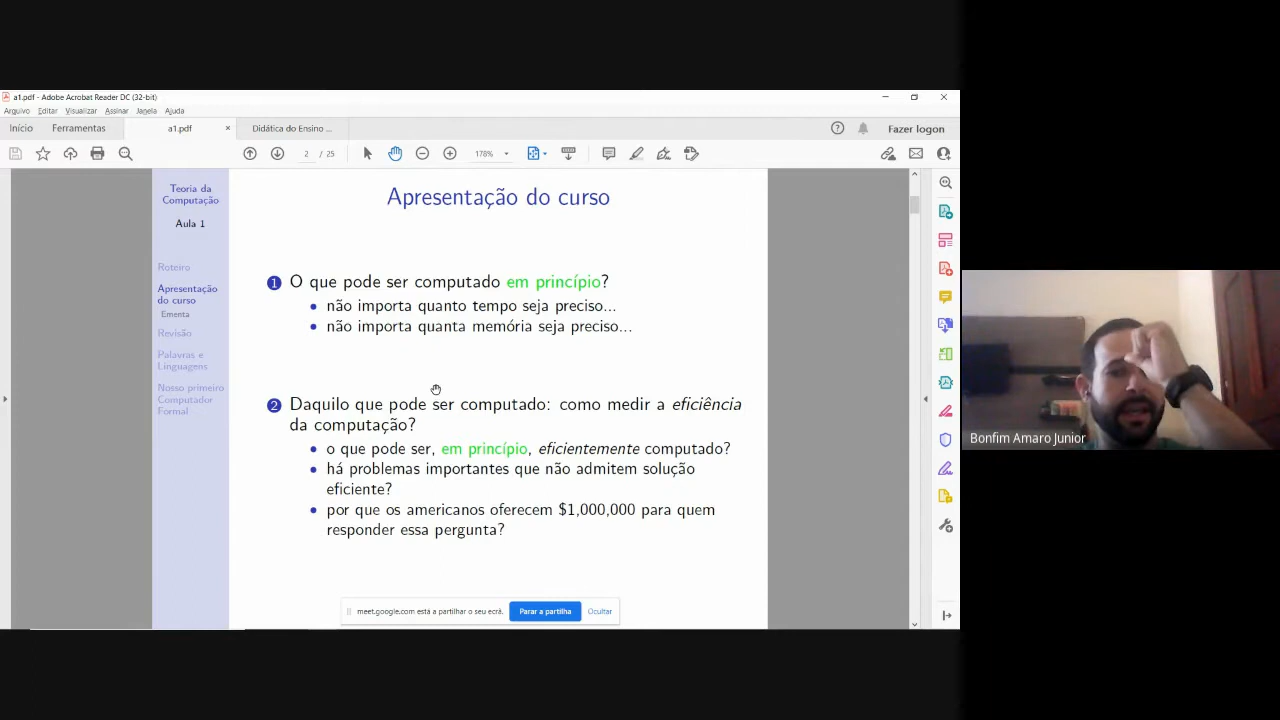 a1.pdf - Adobe Acrobat Reader DC (32-bit)
Arquivo Editar Visualizar Assinar Janela Ajuda
Início Ferramentas a1.pdf × Didática do Ensino ... Fazer logon
2 / 25 178%
Teoria da
Computação
Aula 1
Roteiro
Apresentação
do curso
Ementa
Revisão
Palavras e
Linguagens
Nosso primeiro
Computador
Formal
Apresentação do curso
1 O que pode ser computado em princípio?
• não importa quanto tempo seja preciso...
• não importa quanta memória seja preciso...
2 Daquilo que pode ser computado: como medir a eficiência
da computação?
• o que pode ser, em princípio, eficientemente computado?
• há problemas importantes que não admitem solução
eficiente?
• por que os americanos oferecem $1,000,000 para quem
responder essa pergunta?
meet.google.com está a partilhar o seu ecrã. Parar a partilha Ocultar
Bonfim Amaro Junior